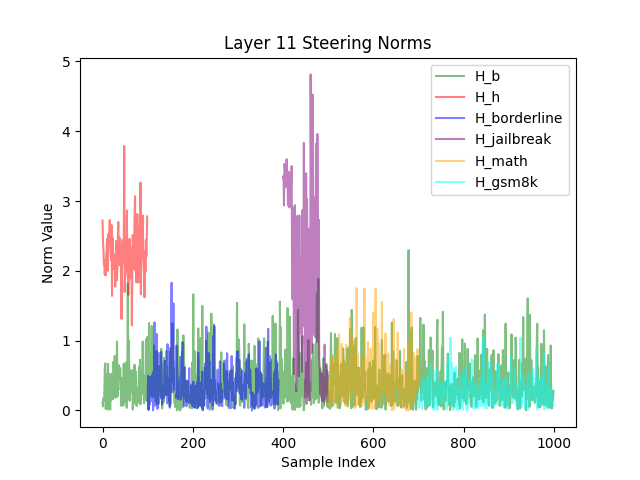 Layer 11 Steering Norms
5
4
3
2
1
0
Norm Value
0
200
400
600
800
1000
Sample Index
H_b
H_h
H_borderline
H_jailbreak
H_math
H_gsm8k